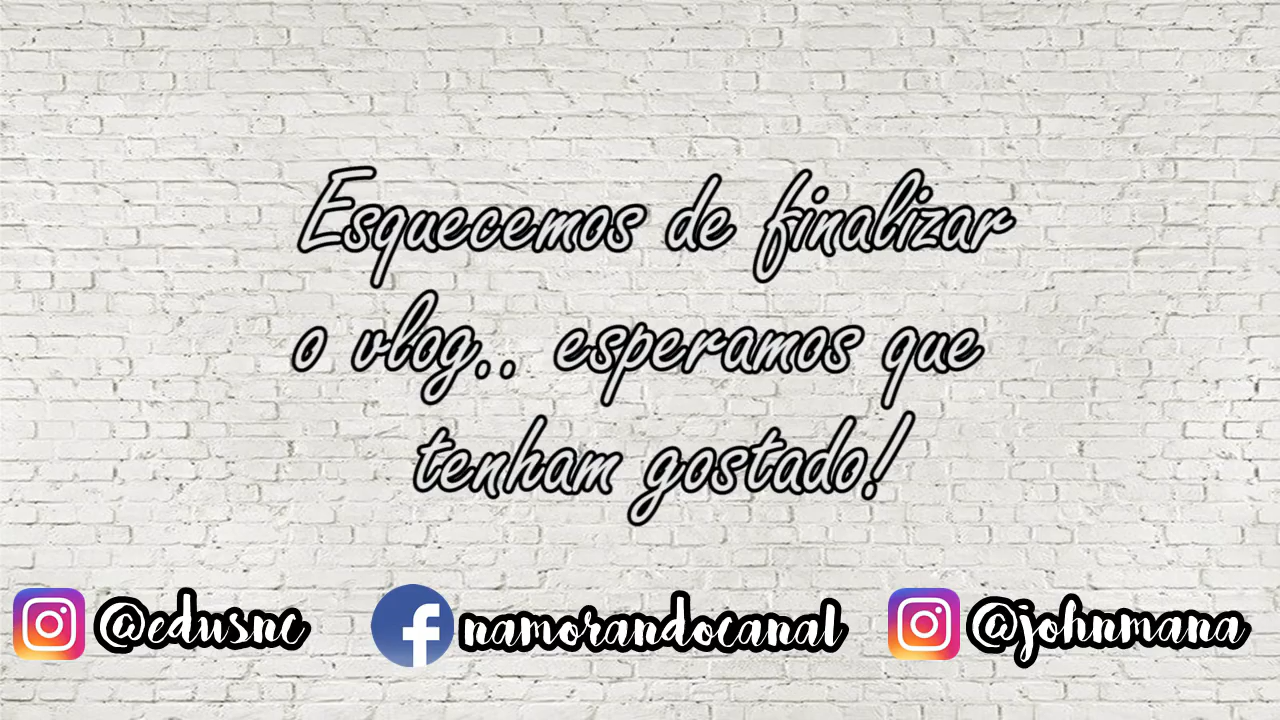 Esquecemos de finalizar
o vlog.. esperamos que
tenham gostado!
@edusnc
namorandocanal
@johnmana